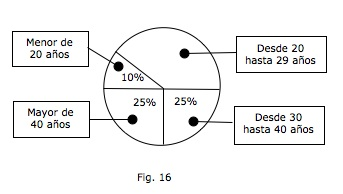 Menor de
20 años
Desde 20
hasta 29 años
10%
25%
25%
Mayor de
40 años
Desde 30
hasta 40 años
Fig. 16